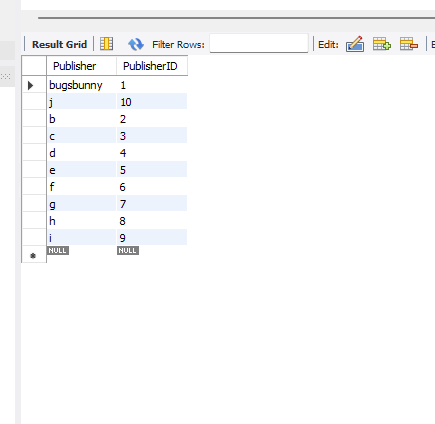 Result Grid Filter Rows: Edit:
Publisher PublisherID
bugsbunny 1
j 10
b 2
c 3
d 4
e 5
f 6
g 7
h 8
i 9
NULL NULL